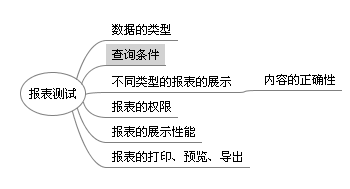 数据的类型
查询条件
不同类型的报表的展示
内容的正确性
报表测试
报表的权限
报表的展示性能
报表的打印、预览、导出